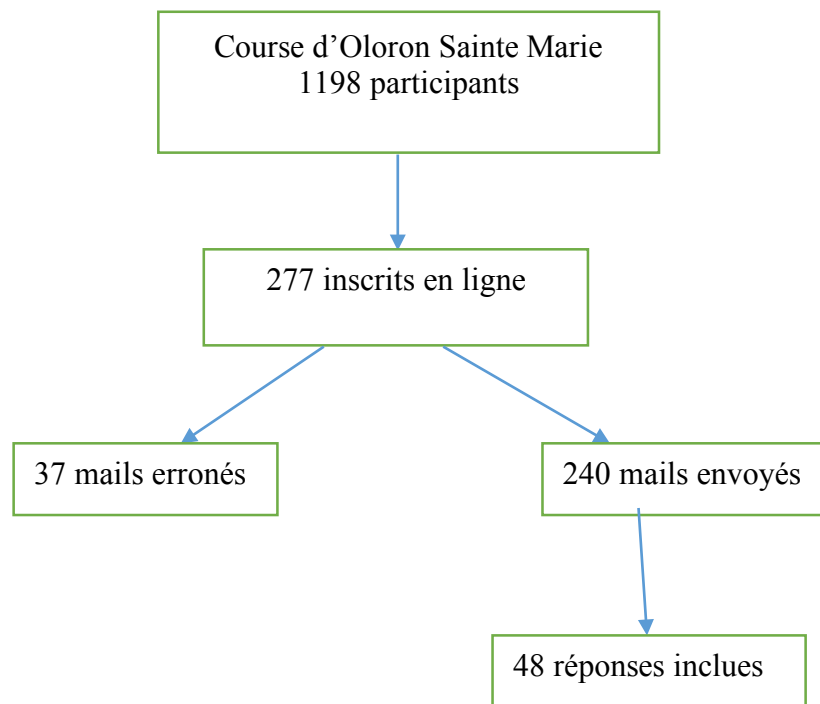 Course d’Oloron Sainte Marie
1198 participants
277 inscrits en ligne
37 mails erronés
240 mails envoyés
48 réponses inclues